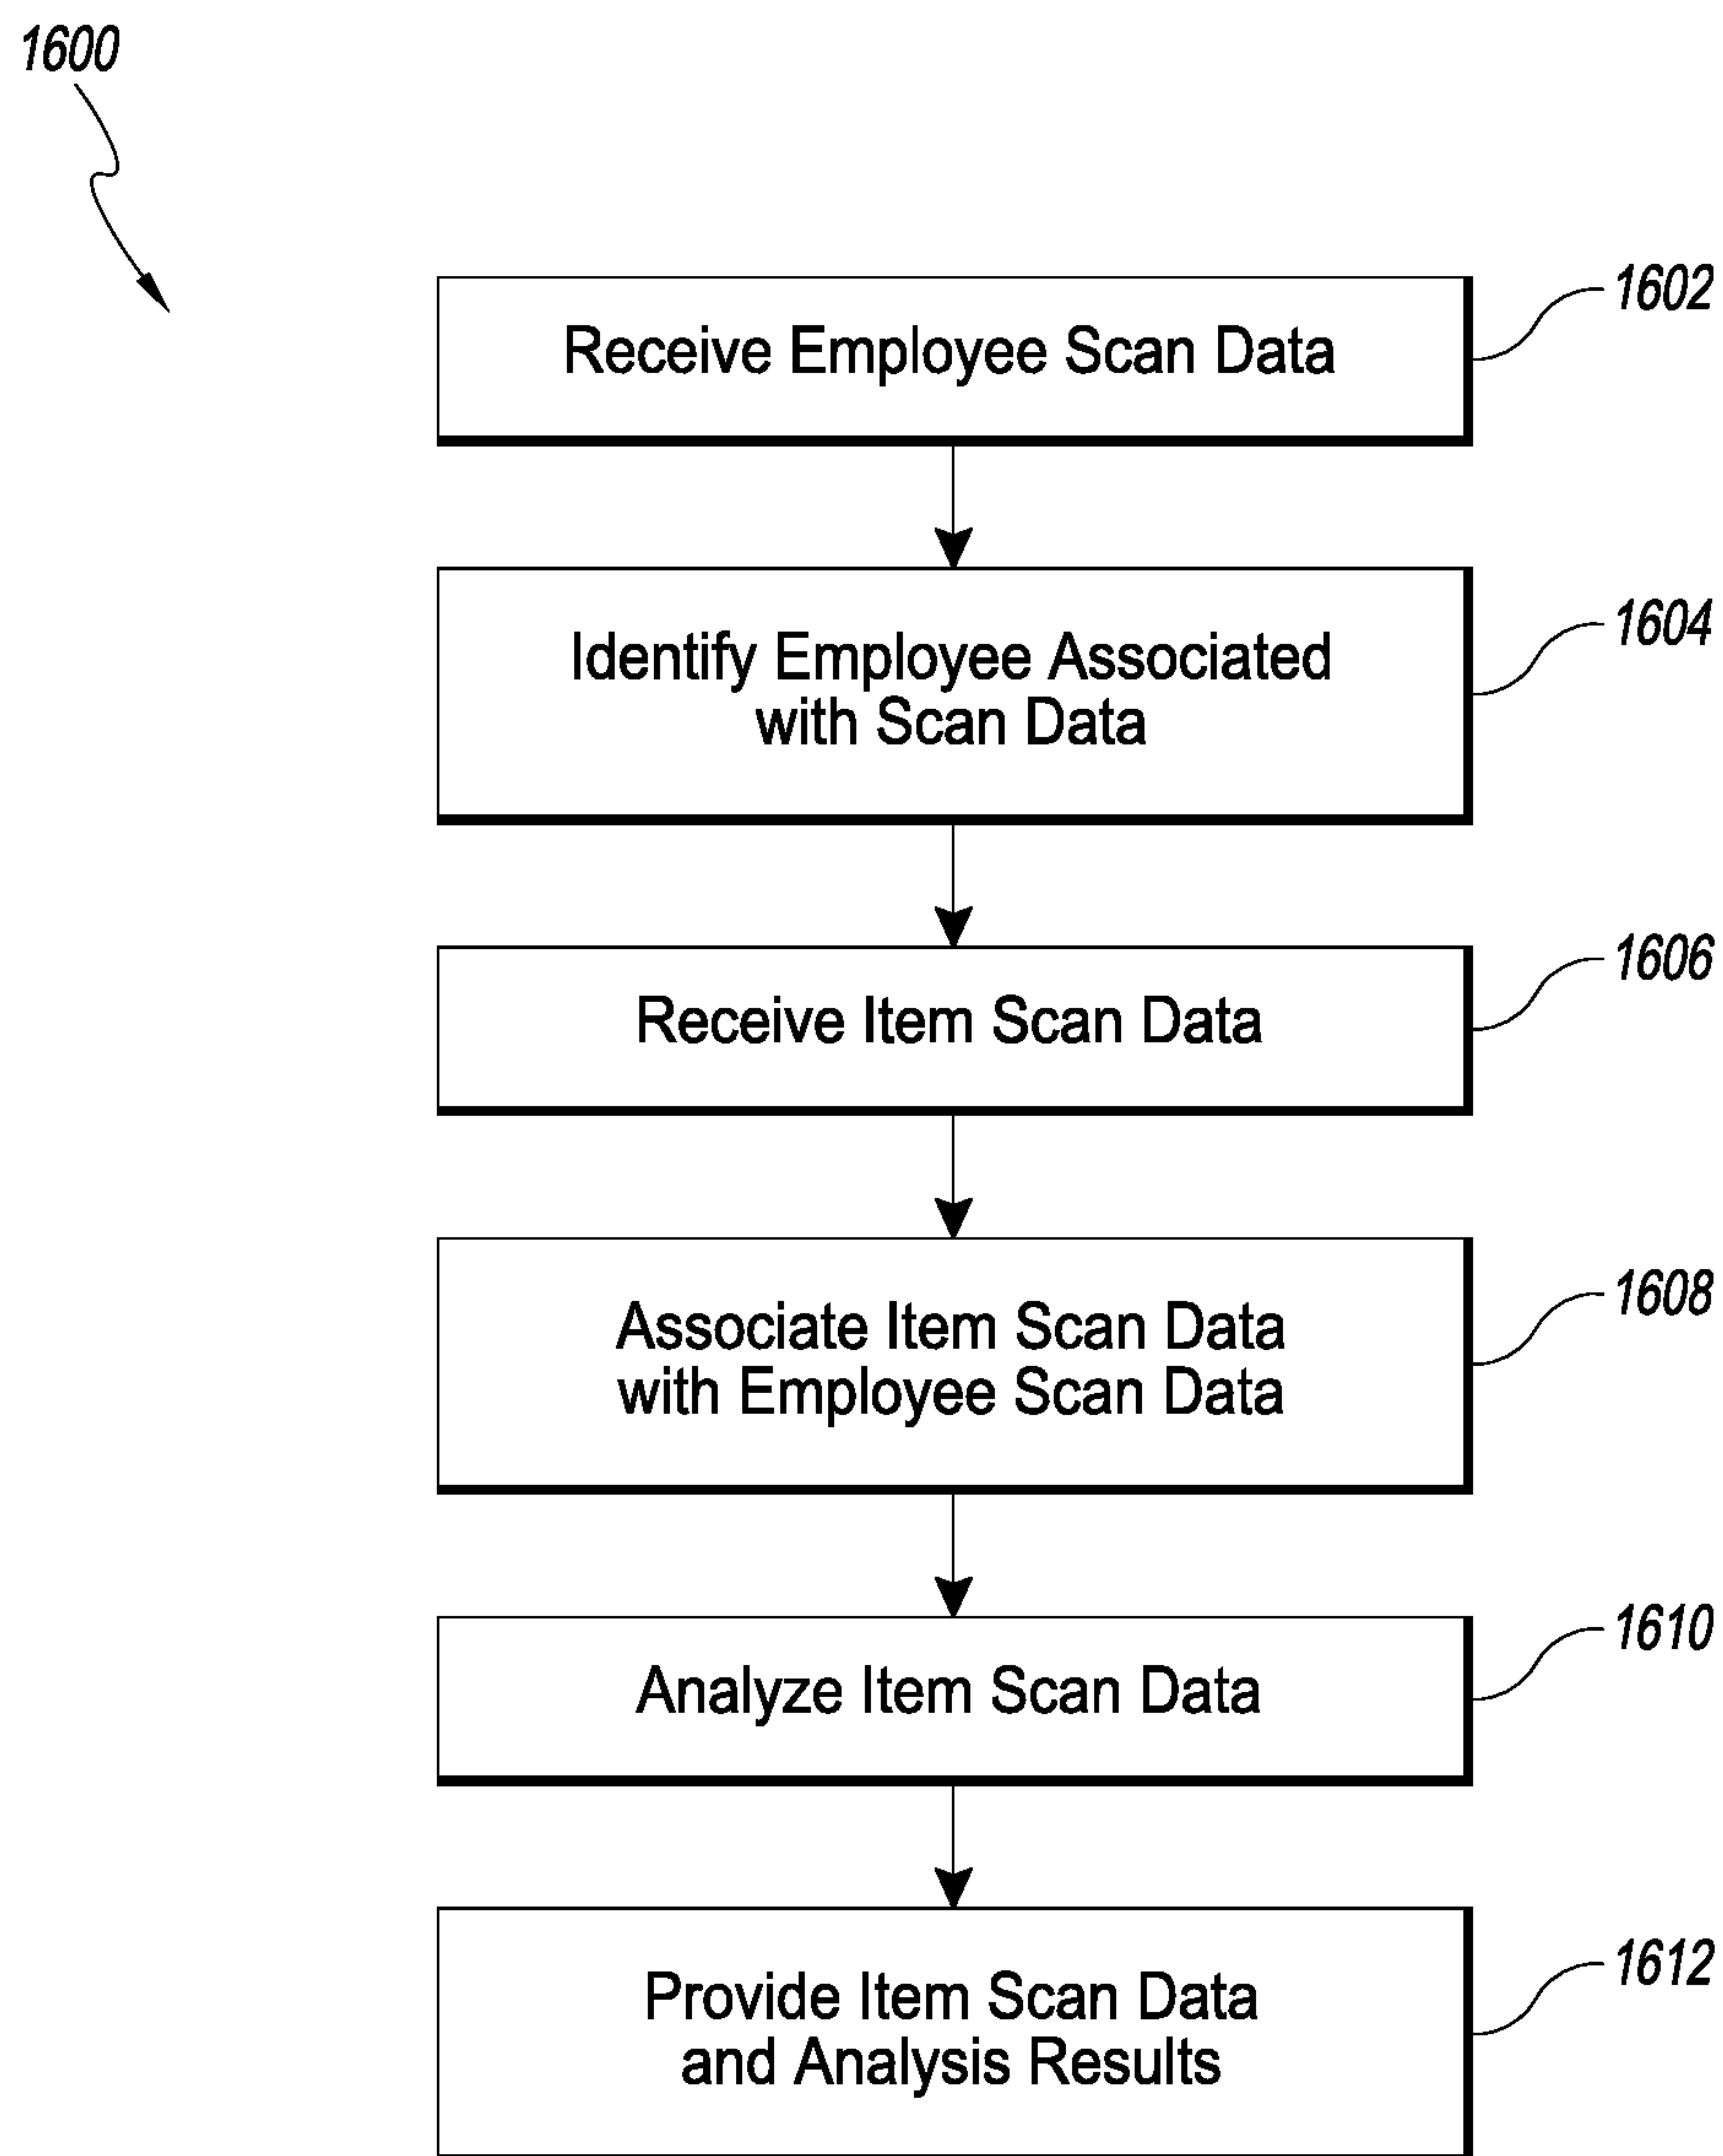 1600
Receive Employee Scan Data
1602
Identify Employee Associated
with Scan Data
1604
Receive Item Scan Data
1606
Associate Item Scan Data
with Employee Scan Data
1608
Analyze Item Scan Data
1610
Provide Item Scan Data
and Analysis Results
1612